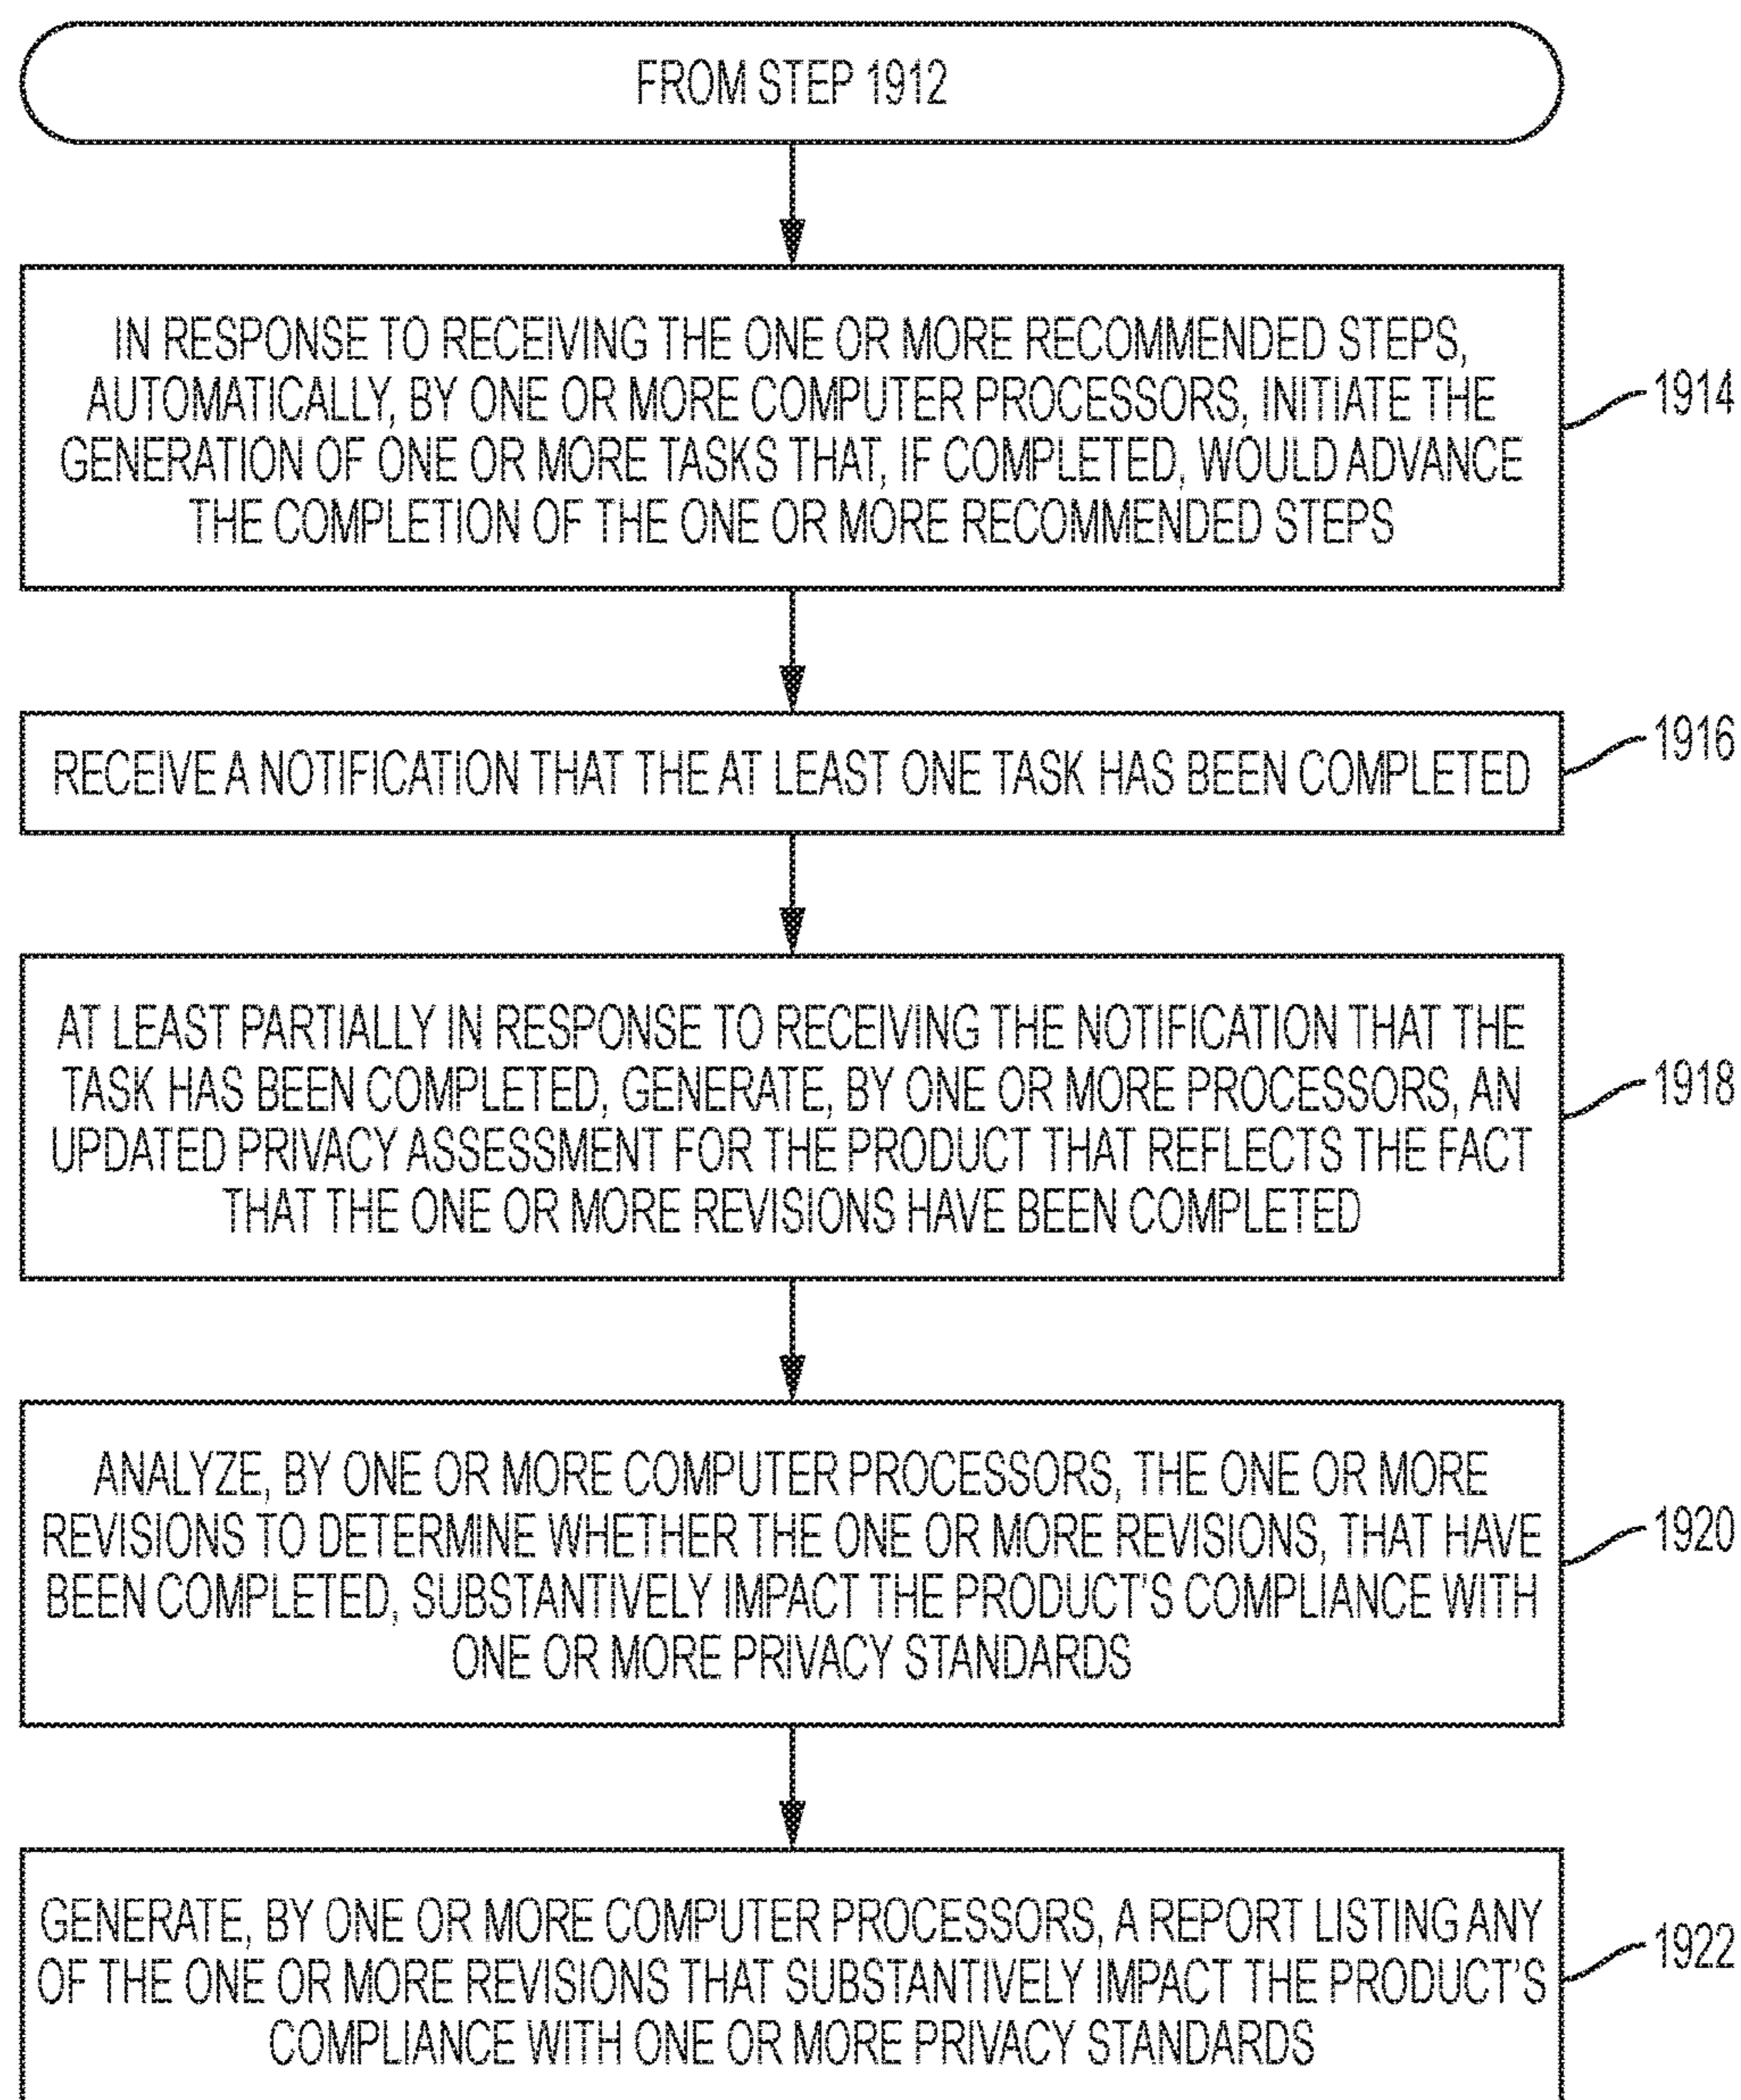 FROM STEP 1912
IN RESPONSE TO RECEIVING THE ONE OR MORE RECOMMENDED STEPS,
AUTOMATICALLY, BY ONE OR MORE COMPUTER PROCESSORS, INITIATE THE
GENERATION OF ONE OR MORE TASKS THAT, IF COMPLETED, WOULD ADVANCE
THE COMPLETION OF THE ONE OR MORE RECOMMENDED STEPS
1914
RECEIVE A NOTIFICATION THAT THE AT LEAST ONE TASK HAS BEEN COMPLETED
1916
AT LEAST PARTIALLY IN RESPONSE TO RECEIVING THE NOTIFICATION THAT THE
TASK HAS BEEN COMPLETED, GENERATE, BY ONE OR MORE PROCESSORS, AN
UPDATED PRIVACY ASSESSMENT FOR THE PRODUCT THAT REFLECTS THE FACT
THAT THE ONE OR MORE REVISIONS HAVE BEEN COMPLETED
1918
ANALYZE, BY ONE OR MORE COMPUTER PROCESSORS, THE ONE OR MORE
REVISIONS TO DETERMINE WHETHER THE ONE OR MORE REVISIONS, THAT HAVE
BEEN COMPLETED, SUBSTANTIVELY IMPACT THE PRODUCT'S COMPLIANCE WITH
ONE OR MORE PRIVACY STANDARDS
1920
GENERATE, BY ONE OR MORE COMPUTER PROCESSORS, A REPORT LISTING ANY
OF THE ONE OR MORE REVISIONS THAT SUBSTANTIVELY IMPACT THE PRODUCT'S
COMPLIANCE WITH ONE OR MORE PRIVACY STANDARDS
1922